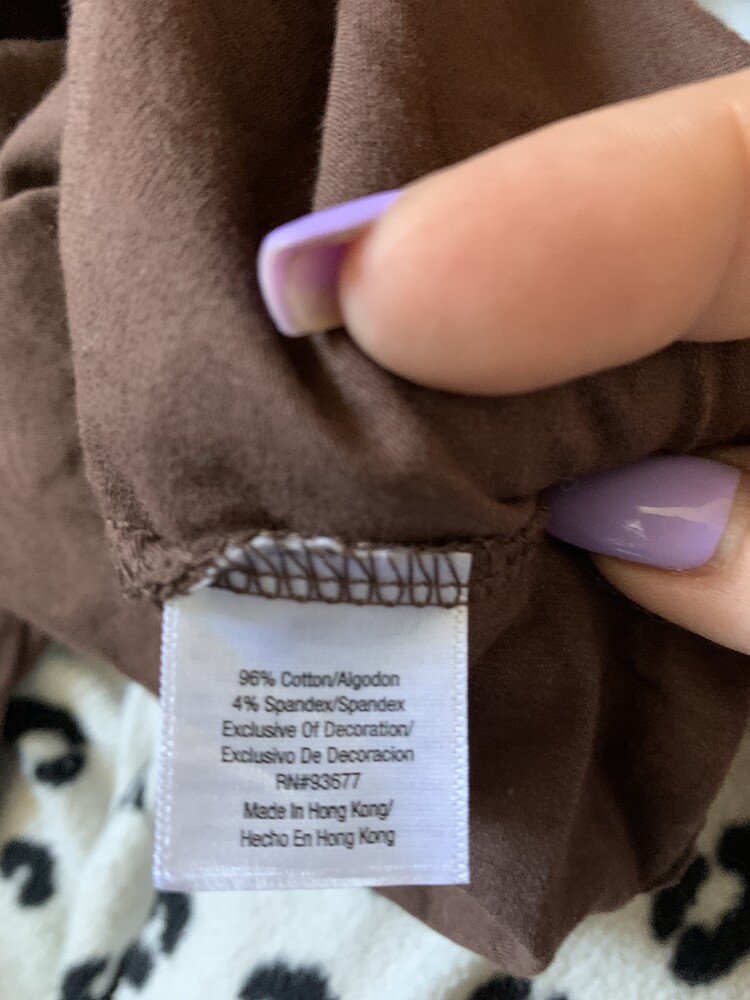 96% Cotton/Algodon
4% Spandex/Spandex
Exclusive Of Decoration/
Exclusivo De Decoracion
RN#93677
Made In Hong Kong/
Hecho En Hong Kong